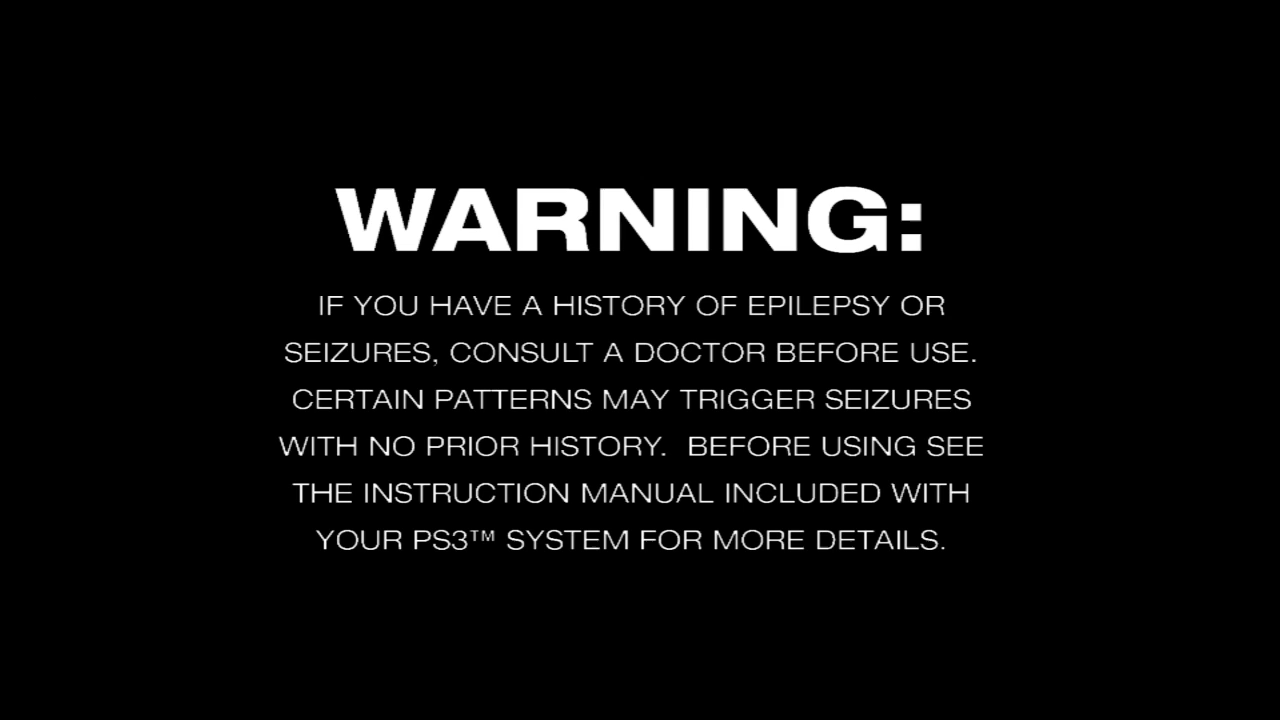 WARNING:
IF YOU HAVE A HISTORY OF EPILEPSY OR
SEIZURES, CONSULT A DOCTOR BEFORE USE.
CERTAIN PATTERNS MAY TRIGGER SEIZURES
WITH NO PRIOR HISTORY.  BEFORE USING SEE
THE INSTRUCTION MANUAL INCLUDED WITH
YOUR PS3™ SYSTEM FOR MORE DETAILS.